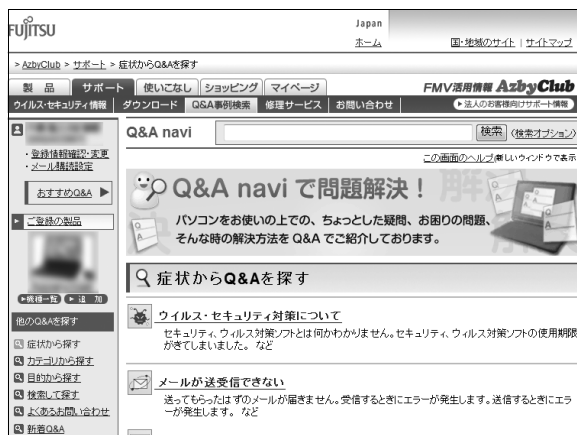 FUJITSU
Japan
ホーム
国・地域のサイト | サイトマップ
> AzbyClub > サポート > 症状からQ&Aを探す
製 品 サポート 使いこなし ショッピング マイページ FMV活用情報 AzbyClub
ウイルス・セキュリティ情報 ダウンロード Q&A事例検索 修理サービス お問い合わせ 法人のお客様向けサポート情報
・登録情報確認・変更
・メール購読設定
おすすめQ&A
ご登録の製品
機種一覧 追 加
他のQ&Aを探す
症状から探す
カテゴリから探す
目的から探す
検索して探す
よくあるお問い合わせ
新着Q&A
Q&A navi 検索 (検索オプション)
この画面のヘルプ(新しいウィンドウで表示
Q&A navi で問題解決！
パソコンをお使いの上での、ちょっとした疑問、お困りの問題、
そんな時の解決方法を Q&A でご紹介しております。
症状からQ&Aを探す
ウイルス・セキュリティ対策について
セキュリティ、ウィルス対策ソフトとは何かわかりません。セキュリティ、ウィルス対策ソフトの使用期限
がきてしまいました。 など
メールが送受信できない
送ってもらったはずのメールが届きません。受信するときにエラーが発生します。送信するときにエラ
ーが発生します。 など